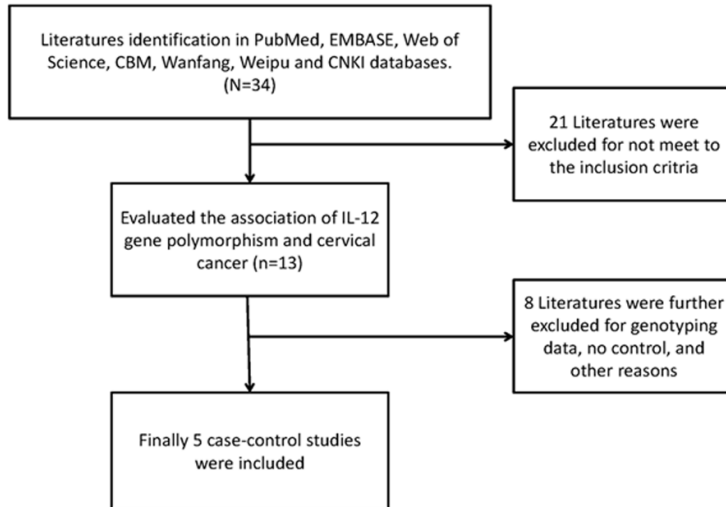 Literatures identification in PubMed, EMBASE, Web of
Science, CBM, Wanfang, Weipu and CNKI databases.
(N=34)
21 Literatures were
excluded for not meet to
the inclusion critria
Evaluated the association of IL-12
gene polymorphism and cervical
cancer (n=13)
8 Literatures were further
excluded for genotyping
data, no control, and
other reasons
Finally 5 case-control studies
were included